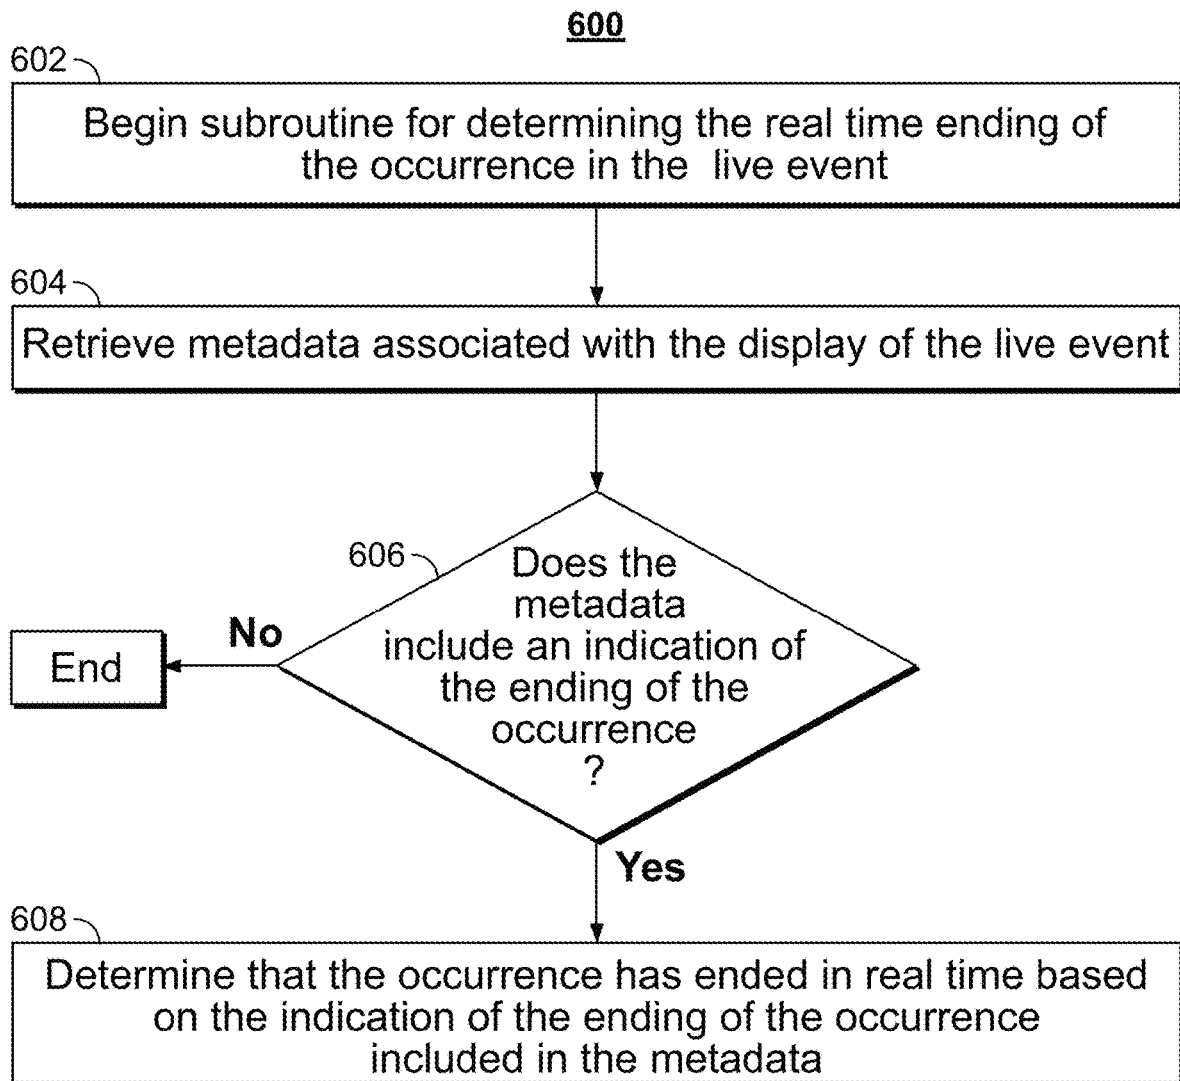 600
602
Begin subroutine for determining the real time ending of
the occurrence in the live event
604
Retrieve metadata associated with the display of the live event
606
Does the
metadata
include an indication of
the ending of the
occurrence
?
No
End
Yes
608
Determine that the occurrence has ended in real time based
on the indication of the ending of the occurrence
included in the metadata